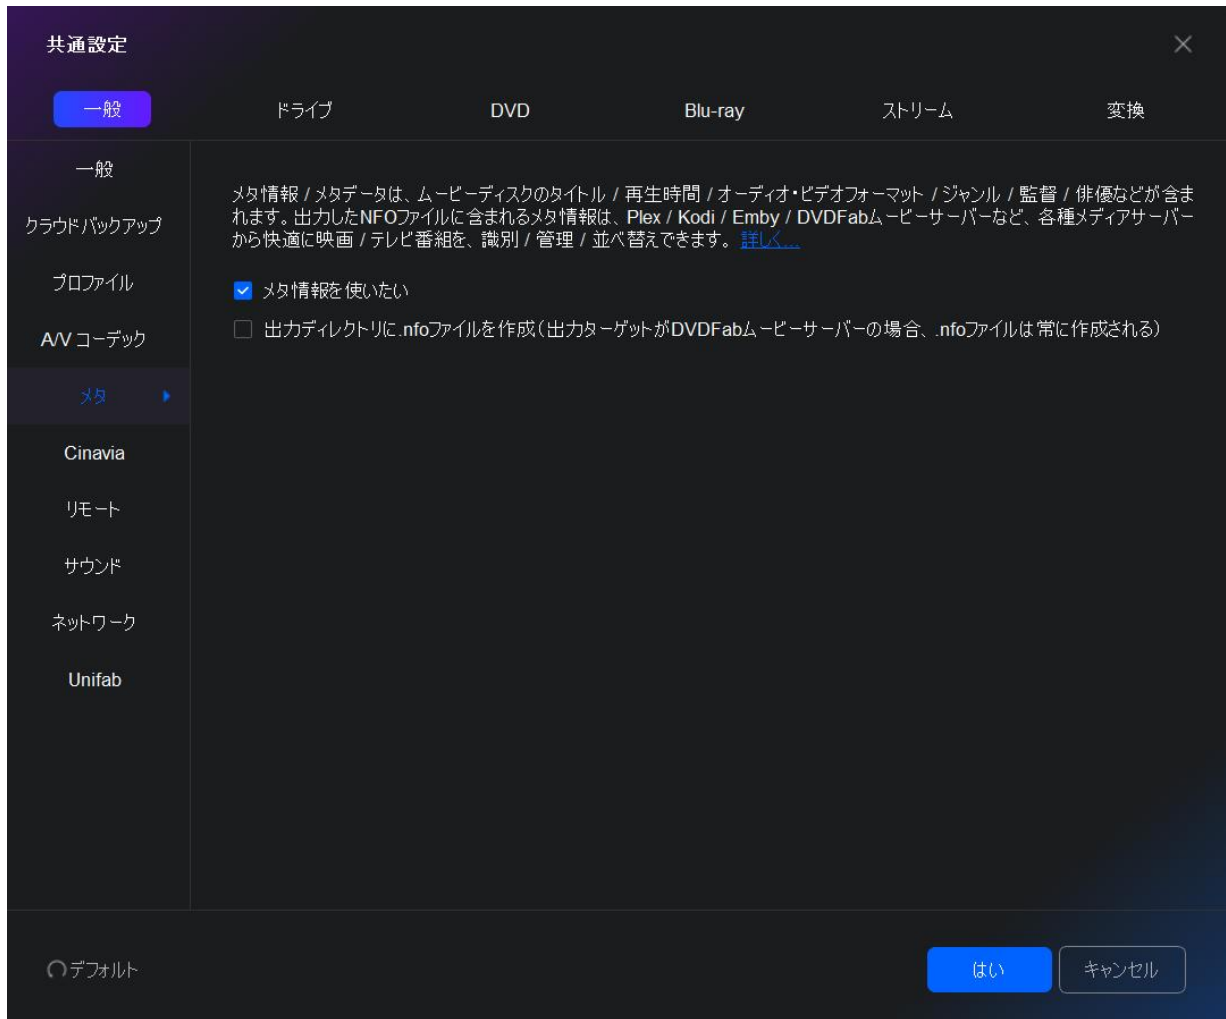 共通設定
一般
ドライブ
DVD
Blu-ray
ストリーム
変換
一般
クラウドバックアップ
プロファイル
A/V コーデック
メタ
Cinavia
リモート
サウンド
ネットワーク
Unifab
メタ情報 / メタデータは、ムービーディスクのタイトル / 再生時間 / オーディオ・ビデオフォーマット / ジャンル / 監督 / 俳優などが含ま
れます。出力したNFOファイルに含まれるメタ情報は、Plex / Kodi / Emby / DVDFabムービーサーバーなど、各種メディアサーバー
から快適に映画 / テレビ番組を、識別 / 管理 / 並べ替えできます。 詳しく...
メタ情報を使いたい
出力ディレクトリに.nfoファイルを作成(出力ターゲットがDVDFabムービーサーバーの場合、.nfoファイルは常に作成される)
デフォルト
はい
キャンセル